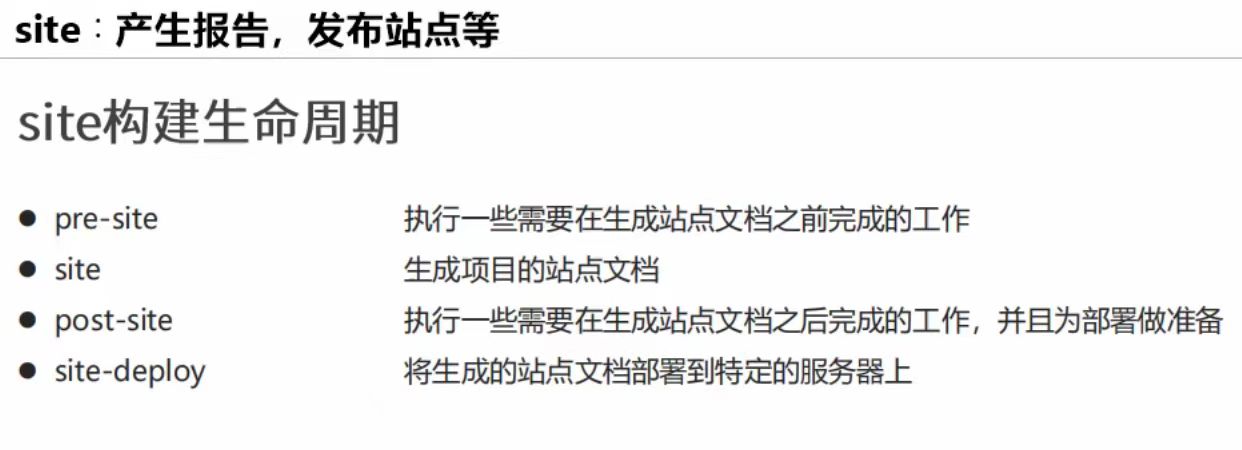 site：产生报告，发布站点等
site构建生命周期
● pre-site 执行一些需要在生成站点文档之前完成的工作
● site 生成项目的站点文档
● post-site 执行一些需要在生成站点文档之后完成的工作，并且为部署做准备
● site-deploy 将生成的站点文档部署到特定的服务器上